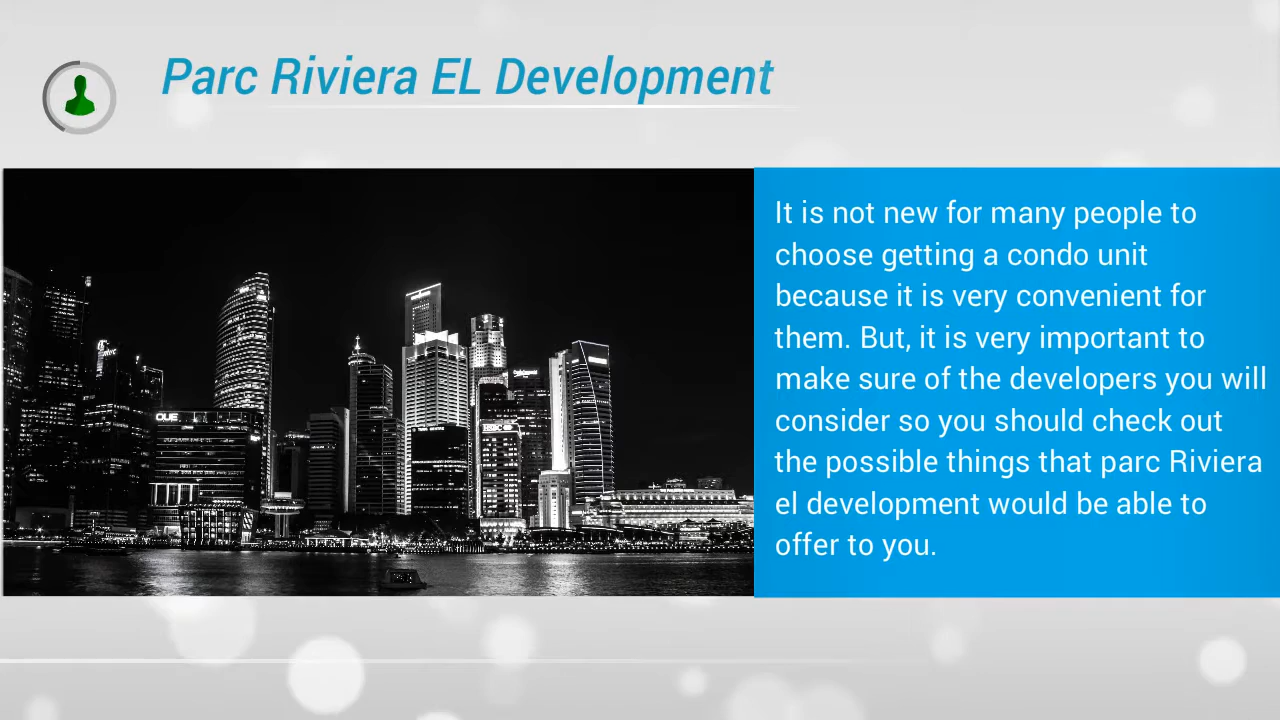 Parc Riviera EL Development
It is not new for many people to
choose getting a condo unit
because it is very convenient for
them. But, it is very important to
make sure of the developers you will
consider so you should check out
the possible things that parc Riviera
el development would be able to
offer to you.
OUE